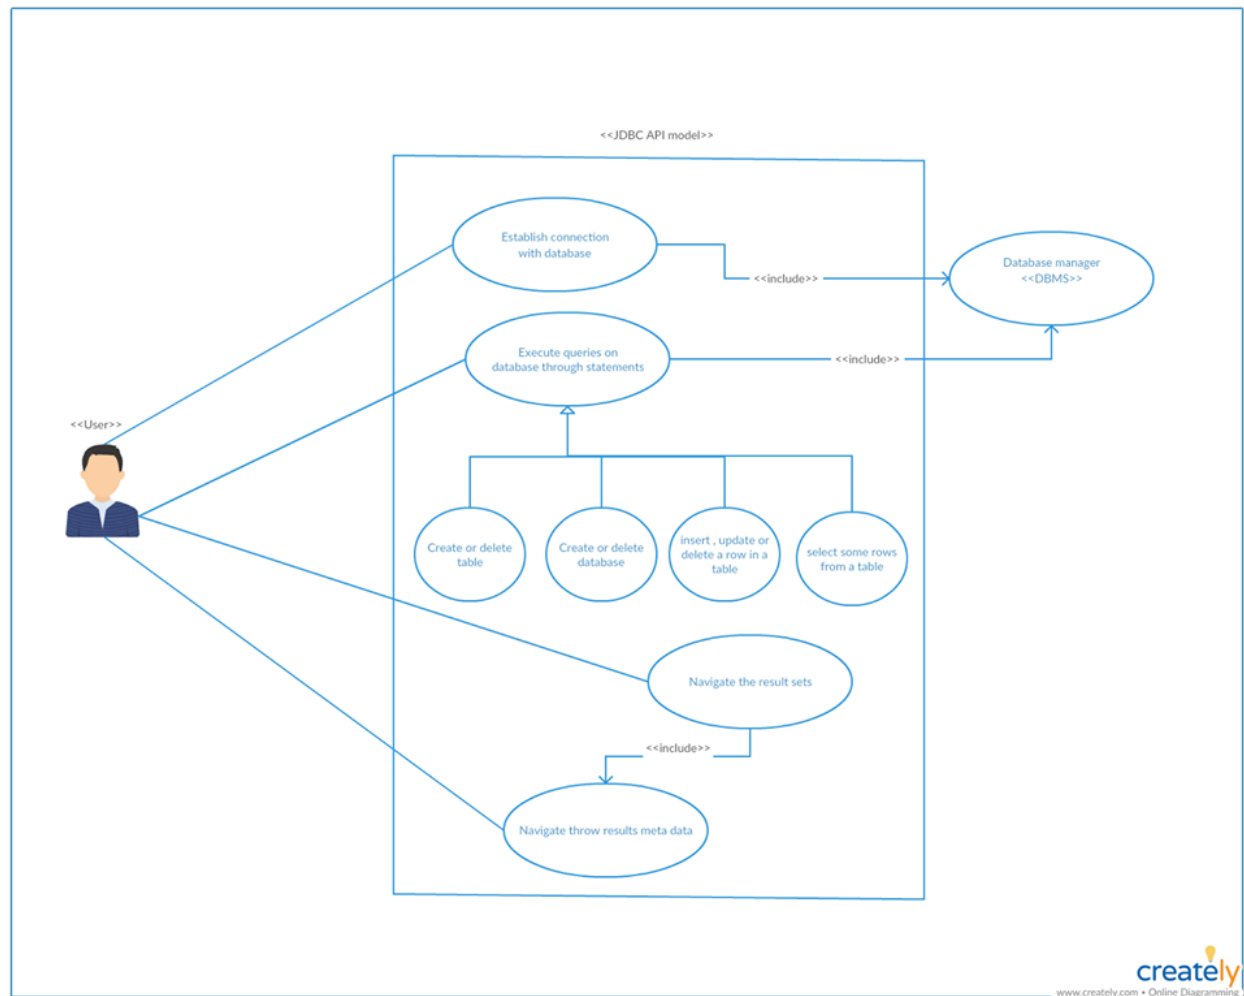 <<JDBC API model>>
Establish connection
with database
Database manager
<<DBMS>>
<<include>>
Execute queries on
database through statements
<<include>>
<<User>>
Create or delete
table
Create or delete
database
insert , update or
delete a row in a
table
select some rows
from a table
Navigate the result sets
<<include>>
Navigate throw results meta data
creately
www.creately.com • Online Diagramming